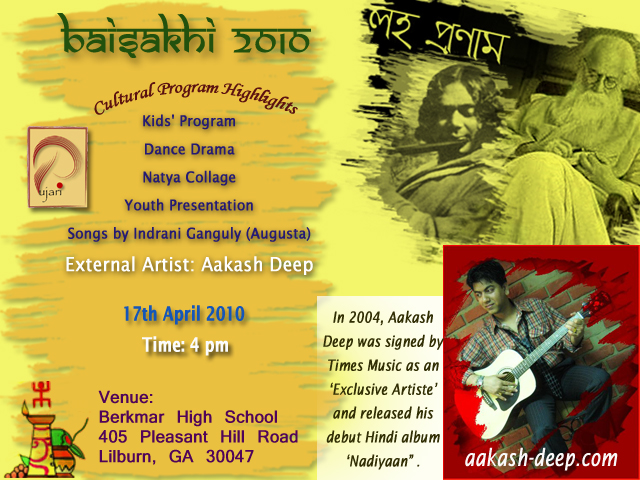 BAISAKHI 2010
লহ প্রণাম
Cultural Program Highlights
Kids' Program
Dance Drama
Natya Collage
Youth Presentation
Songs by Indrani Ganguly (Augusta)
External Artist: Aakash Deep
Pujari
17th April 2010
Time: 4 pm
Venue:
Berkmar High School
405 Pleasant Hill Road
Lilburn, GA 30047
In 2004, Aakash
Deep was signed by
Times Music as an
‘Exclusive Artiste’
and released his
debut Hindi album
‘Nadiyaan” .
aakash-deep.com